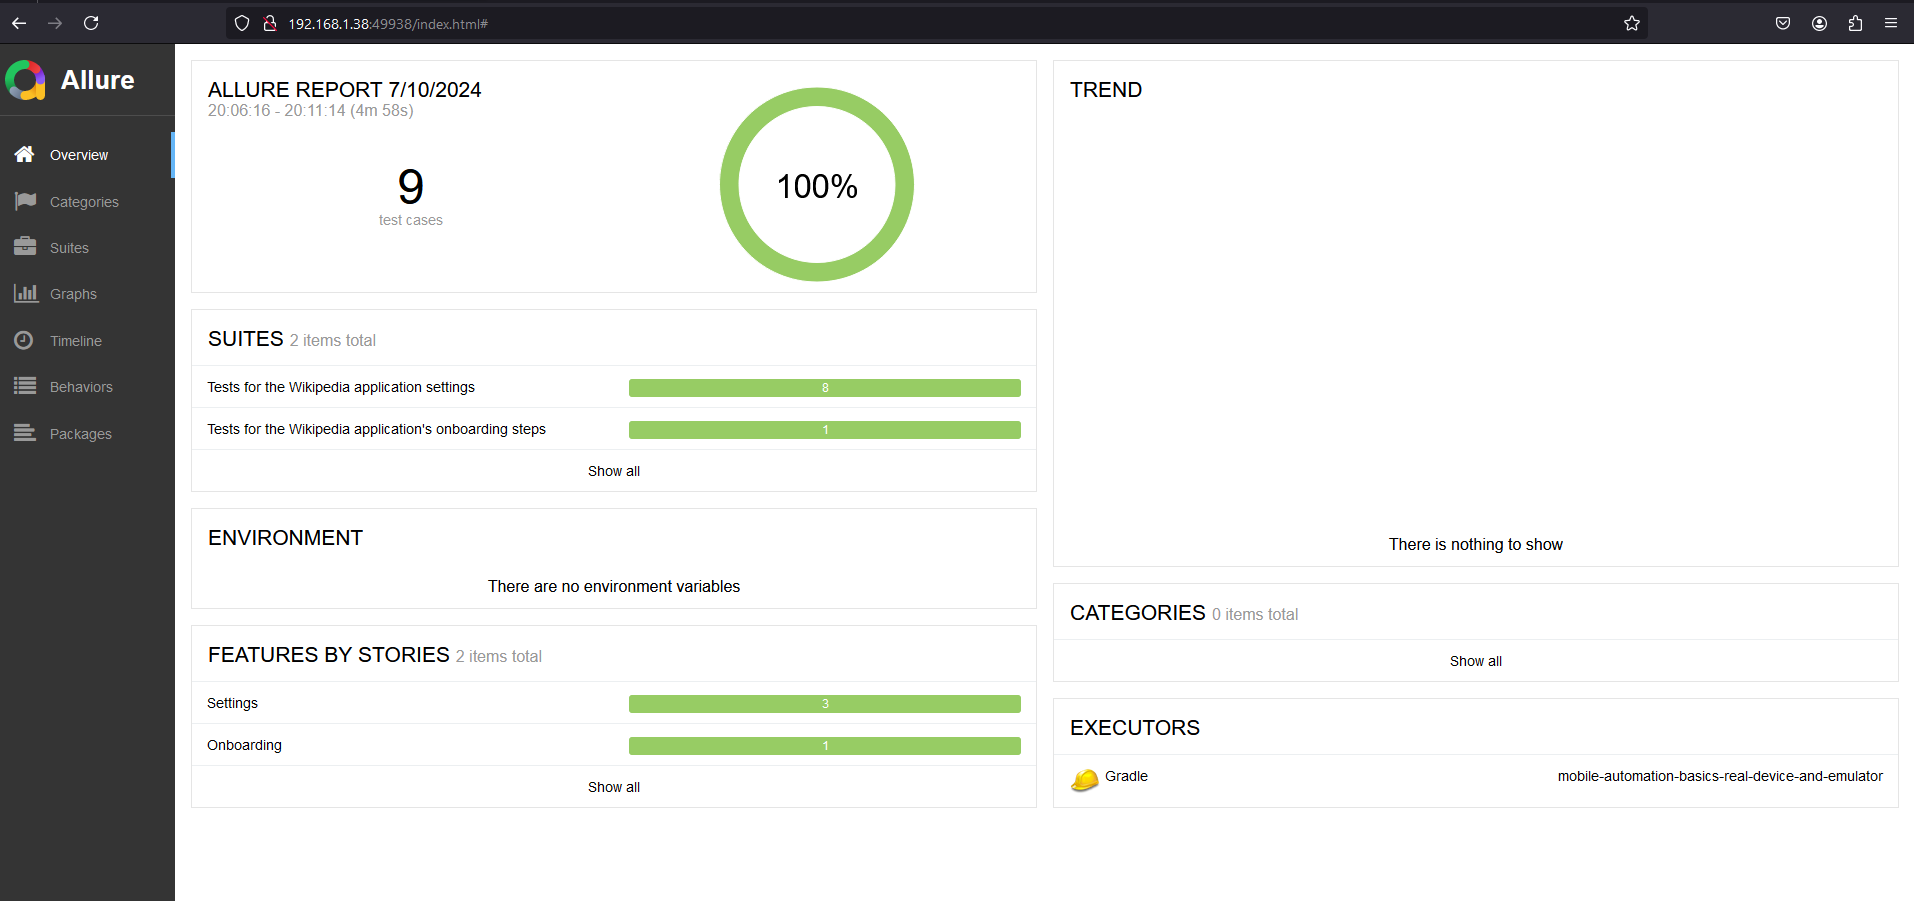 192.168.1.38:49938/index.html#
Allure
Overview
Categories
Suites
Graphs
Timeline
Behaviors
Packages
ALLURE REPORT 7/10/2024
20:06:16 - 20:11:14 (4m 58s)
9
test cases
100%
SUITES 2 items total
Tests for the Wikipedia application settings 8
Tests for the Wikipedia application's onboarding steps 1
Show all
ENVIRONMENT
There are no environment variables
FEATURES BY STORIES 2 items total
Settings 3
Onboarding 1
Show all
TREND
There is nothing to show
CATEGORIES 0 items total
Show all
EXECUTORS
Gradle mobile-automation-basics-real-device-and-emulator